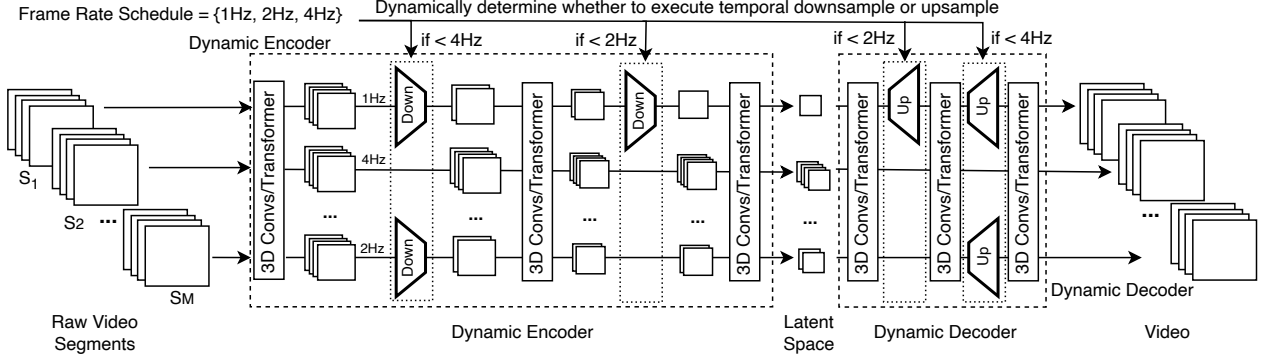 Frame Rate Schedule = {1Hz, 2Hz, 4Hz}
Dynamically determine whether to execute temporal downsample or upsample
if < 4Hz
if < 2Hz
if < 2Hz
if < 4Hz
Dynamic Encoder
S1
S2
...
SM
3D Convs/Transformer
1Hz
4Hz
...
2Hz
Down
Down
...
3D Convs/Transformer
...
Down
...
3D Convs/Transformer
...
3D Convs/Transformer
Up
3D Convs/Transformer
Up
Up
3D Convs/Transformer
...
Dynamic Decoder
Raw Video
Segments
Dynamic Encoder
Latent
Space
Dynamic Decoder
Video